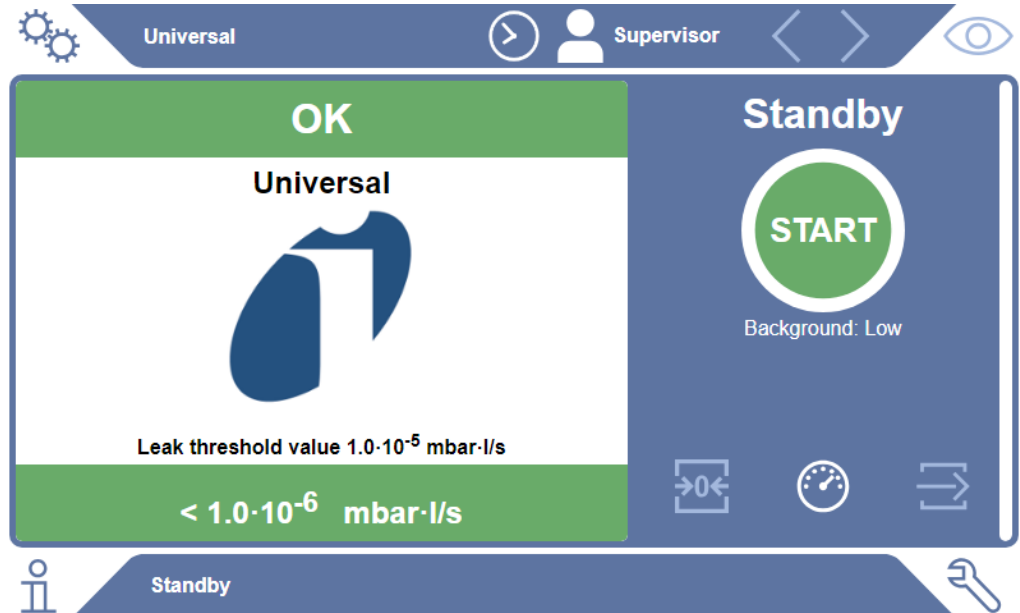 Universal
Supervisor
OK
Universal
Leak threshold value 1.0·10⁻⁵ mbar·l/s
< 1.0·10⁻⁶ mbar·l/s
Standby
START
Background: Low
→0←
Standby